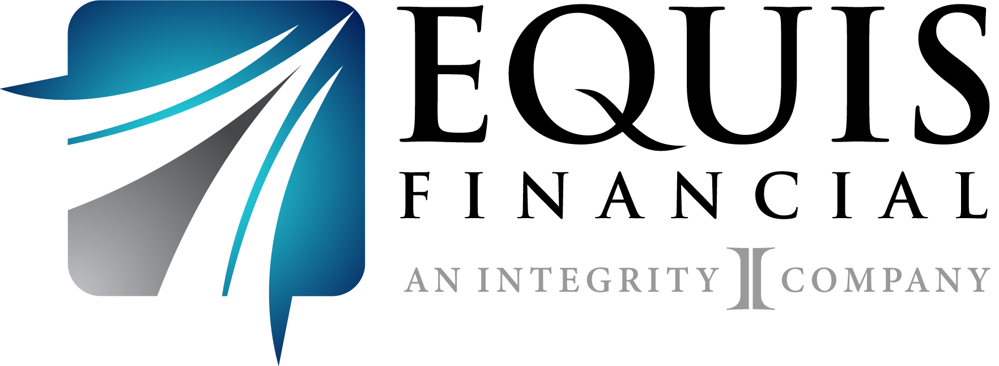 EQUIS
FINANCIAL
AN INTEGRITY COMPANY